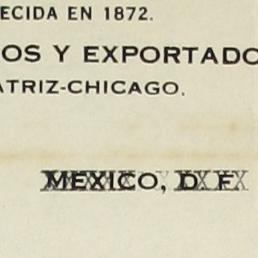 ECIDA EN 1872.
OS Y EXPORTADO
ATRIZ-CHICAGO.
MEXICO, D. F.